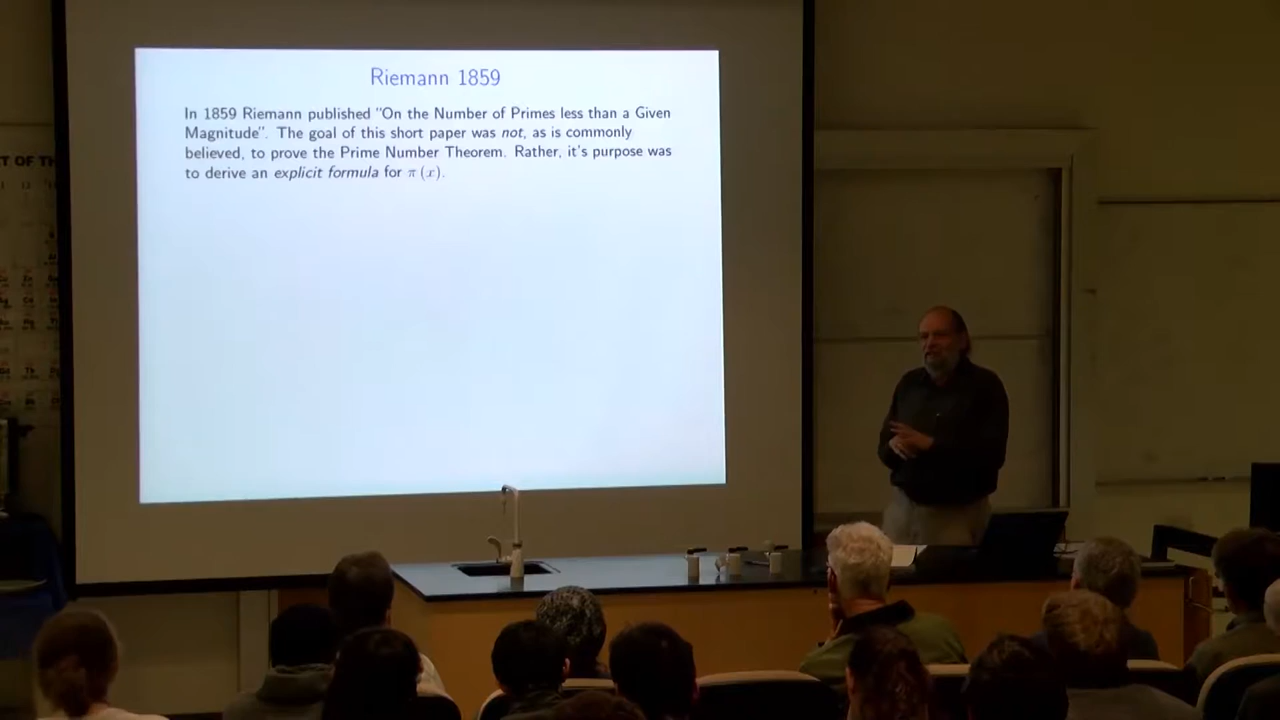 Riemann 1859
In 1859 Riemann published "On the Number of Primes less than a Given
Magnitude". The goal of this short paper was not, as is commonly
believed, to prove the Prime Number Theorem. Rather, it's purpose was
to derive an explicit formula for π (x).
T OF TH